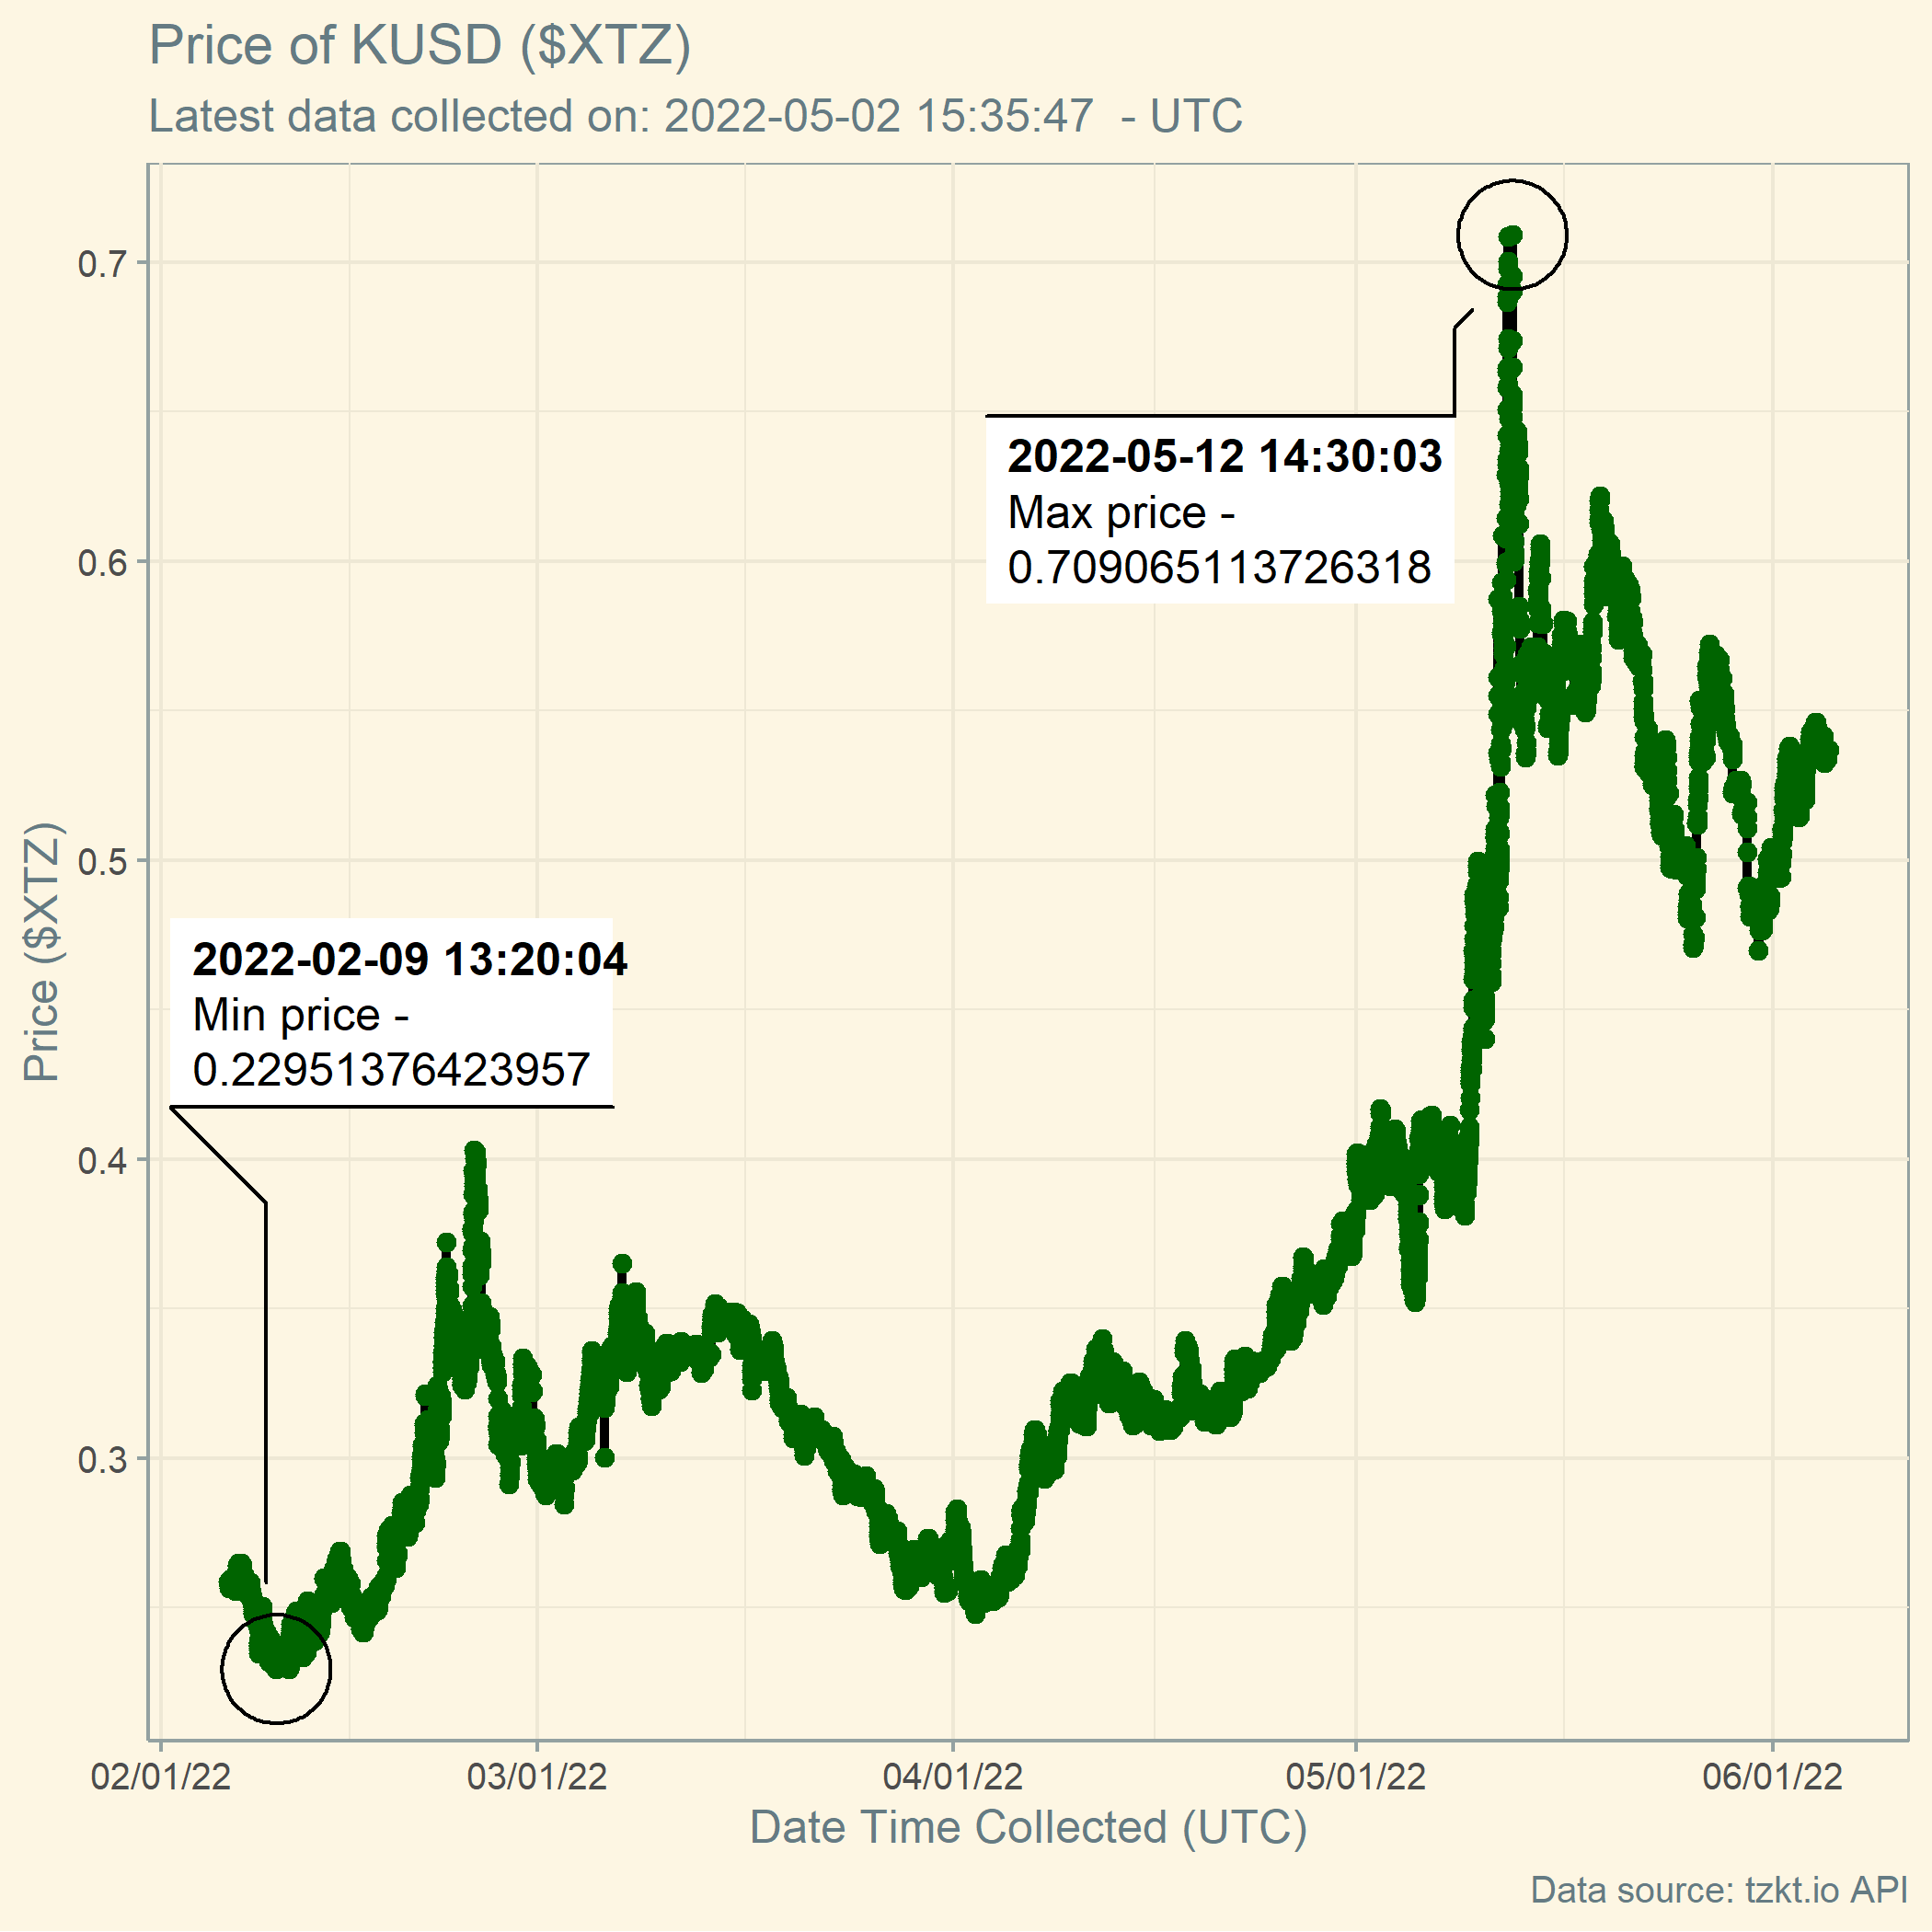 Price of KUSD ($XTZ)
Latest data collected on: 2022-05-02 15:35:47  - UTC
0.7
2022-05-12 14:30:03
Max price -
0.709065113726318
0.6
0.5
Price ($XTZ)
2022-02-09 13:20:04
Min price -
0.22951376423957
0.4
0.3
02/01/22 03/01/22 04/01/22 05/01/22 06/01/22
Date Time Collected (UTC)
Data source: tzkt.io API